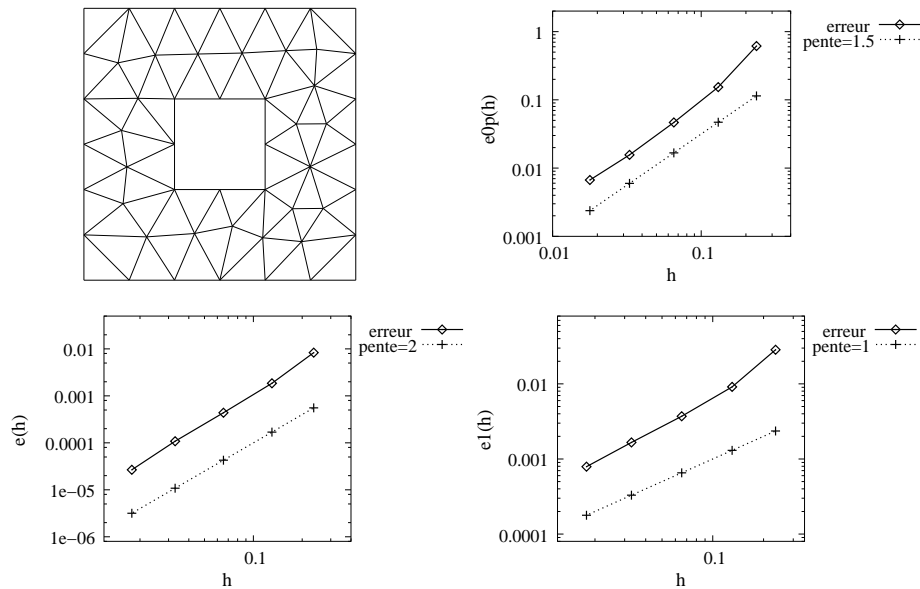 erreur
pente=1.5
1
0.1
0.01
0.001
0.01
0.1
e0p(h)
h
erreur
pente=2
0.01
0.001
0.0001
1e−05
1e−06
0.1
e(h)
h
erreur
pente=1
0.01
0.001
0.0001
0.1
e1(h)
h